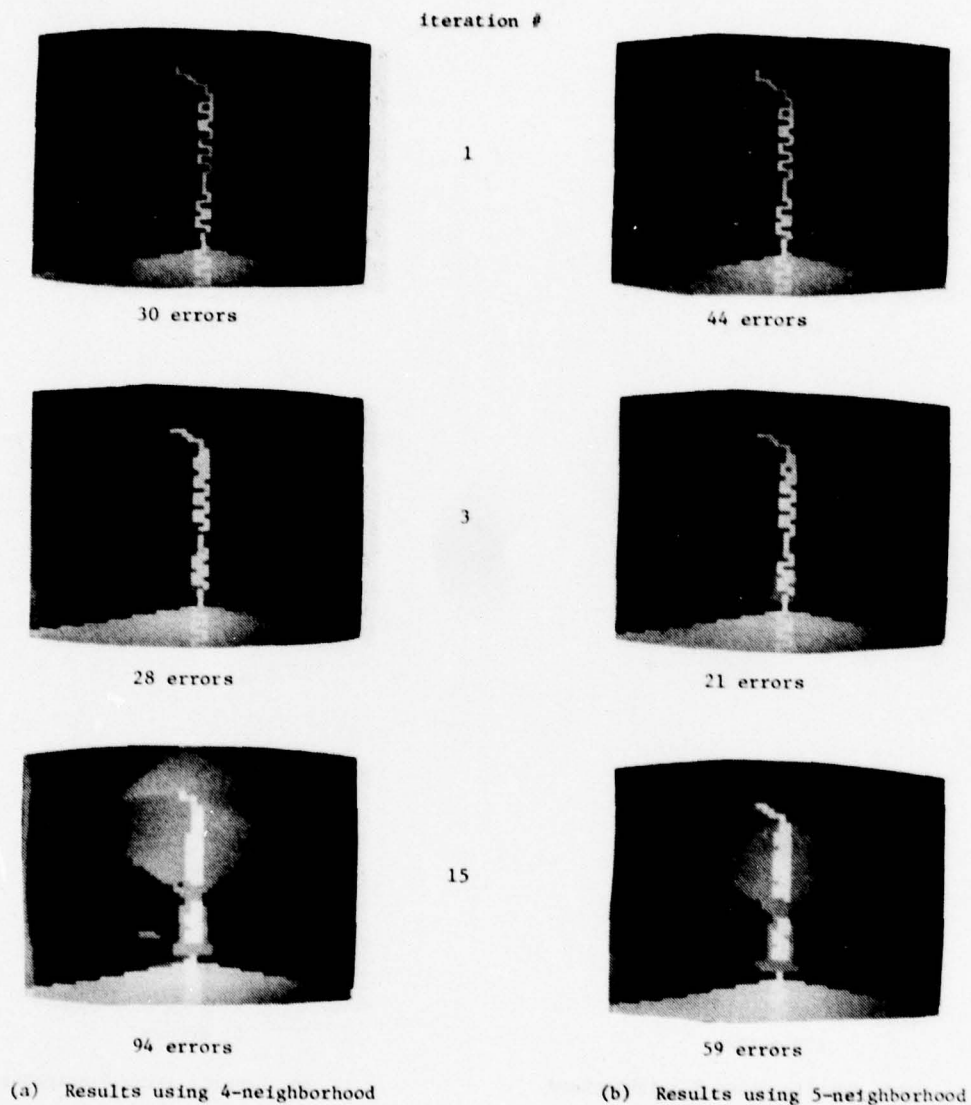 iteration #
1
30 errors
44 errors
3
28 errors
21 errors
15
94 errors
59 errors
(a) Results using 4-neighborhood
(b) Results using 5-neighborhood